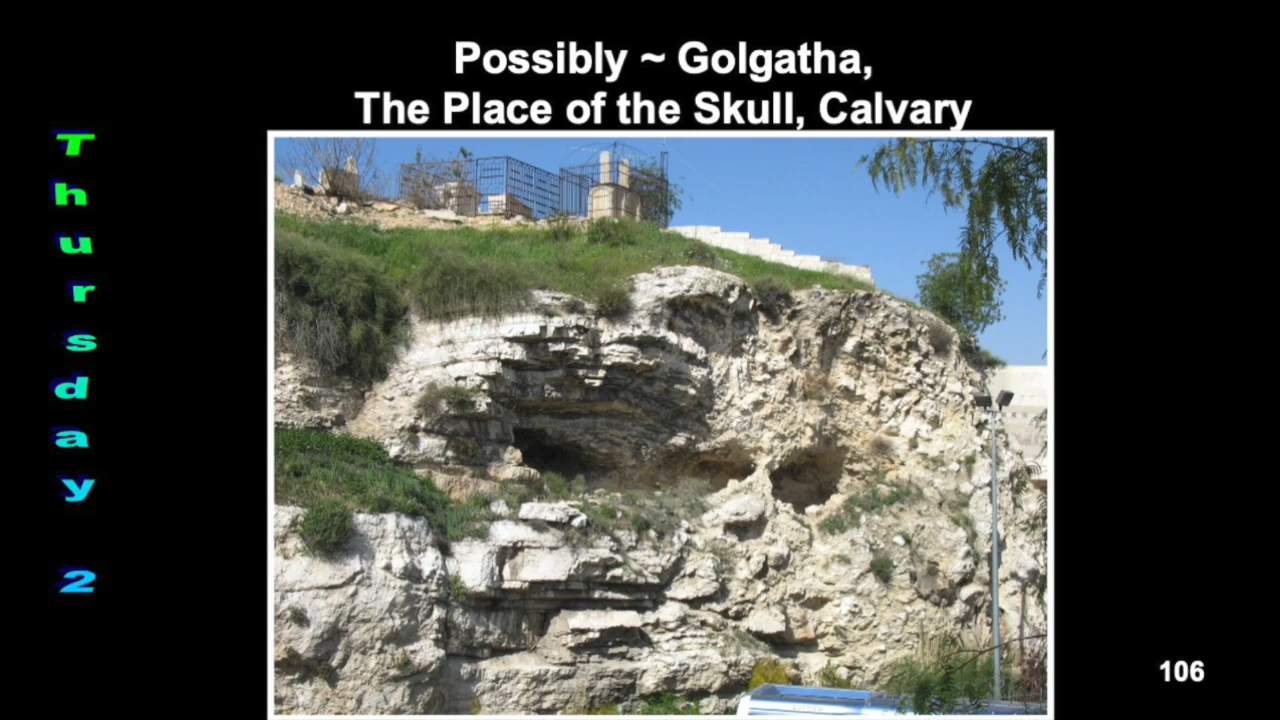 Possibly ~ Golgatha,
The Place of the Skull, Calvary
Thursday 2
106